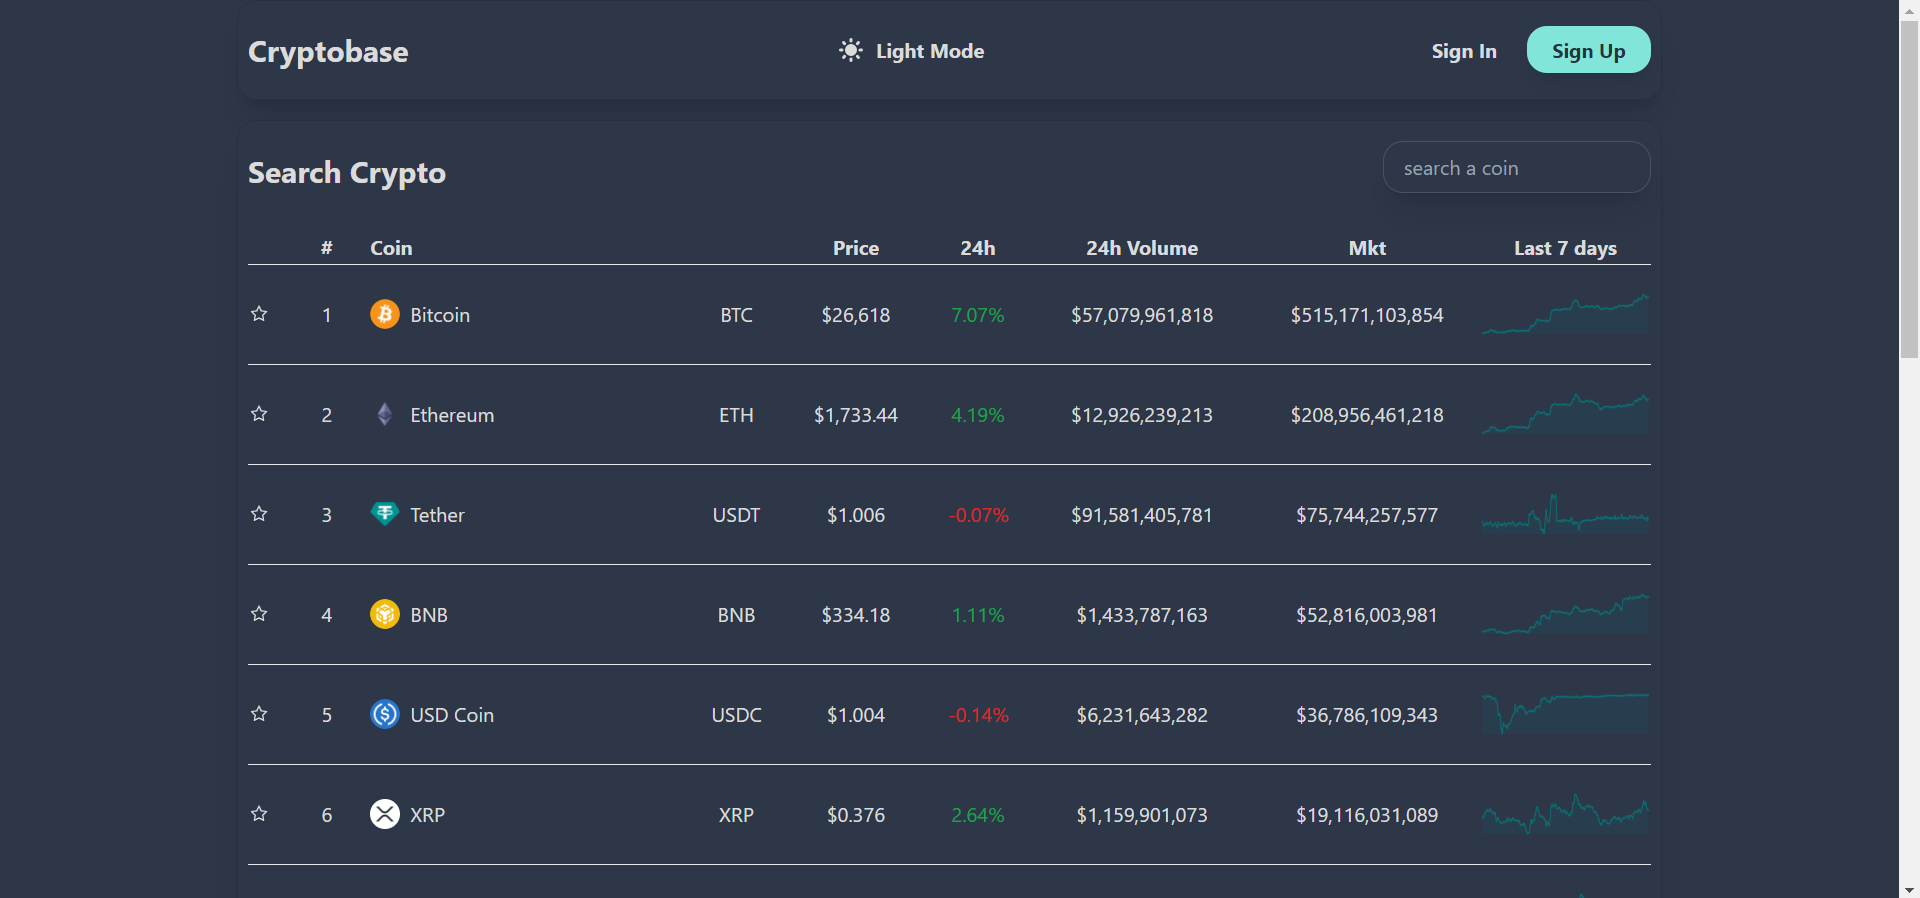 Cryptobase Light Mode Sign In Sign Up
Search Crypto search a coin
# Coin Price 24h 24h Volume Mkt Last 7 days
1 Bitcoin BTC $26,618 7.07% $57,079,961,818 $515,171,103,854
2 Ethereum ETH $1,733.44 4.19% $12,926,239,213 $208,956,461,218
3 Tether USDT $1.006 -0.07% $91,581,405,781 $75,744,257,577
4 BNB BNB $334.18 1.11% $1,433,787,163 $52,816,003,981
5 USD Coin USDC $1.004 -0.14% $6,231,643,282 $36,786,109,343
6 XRP XRP $0.376 2.64% $1,159,901,073 $19,116,031,089